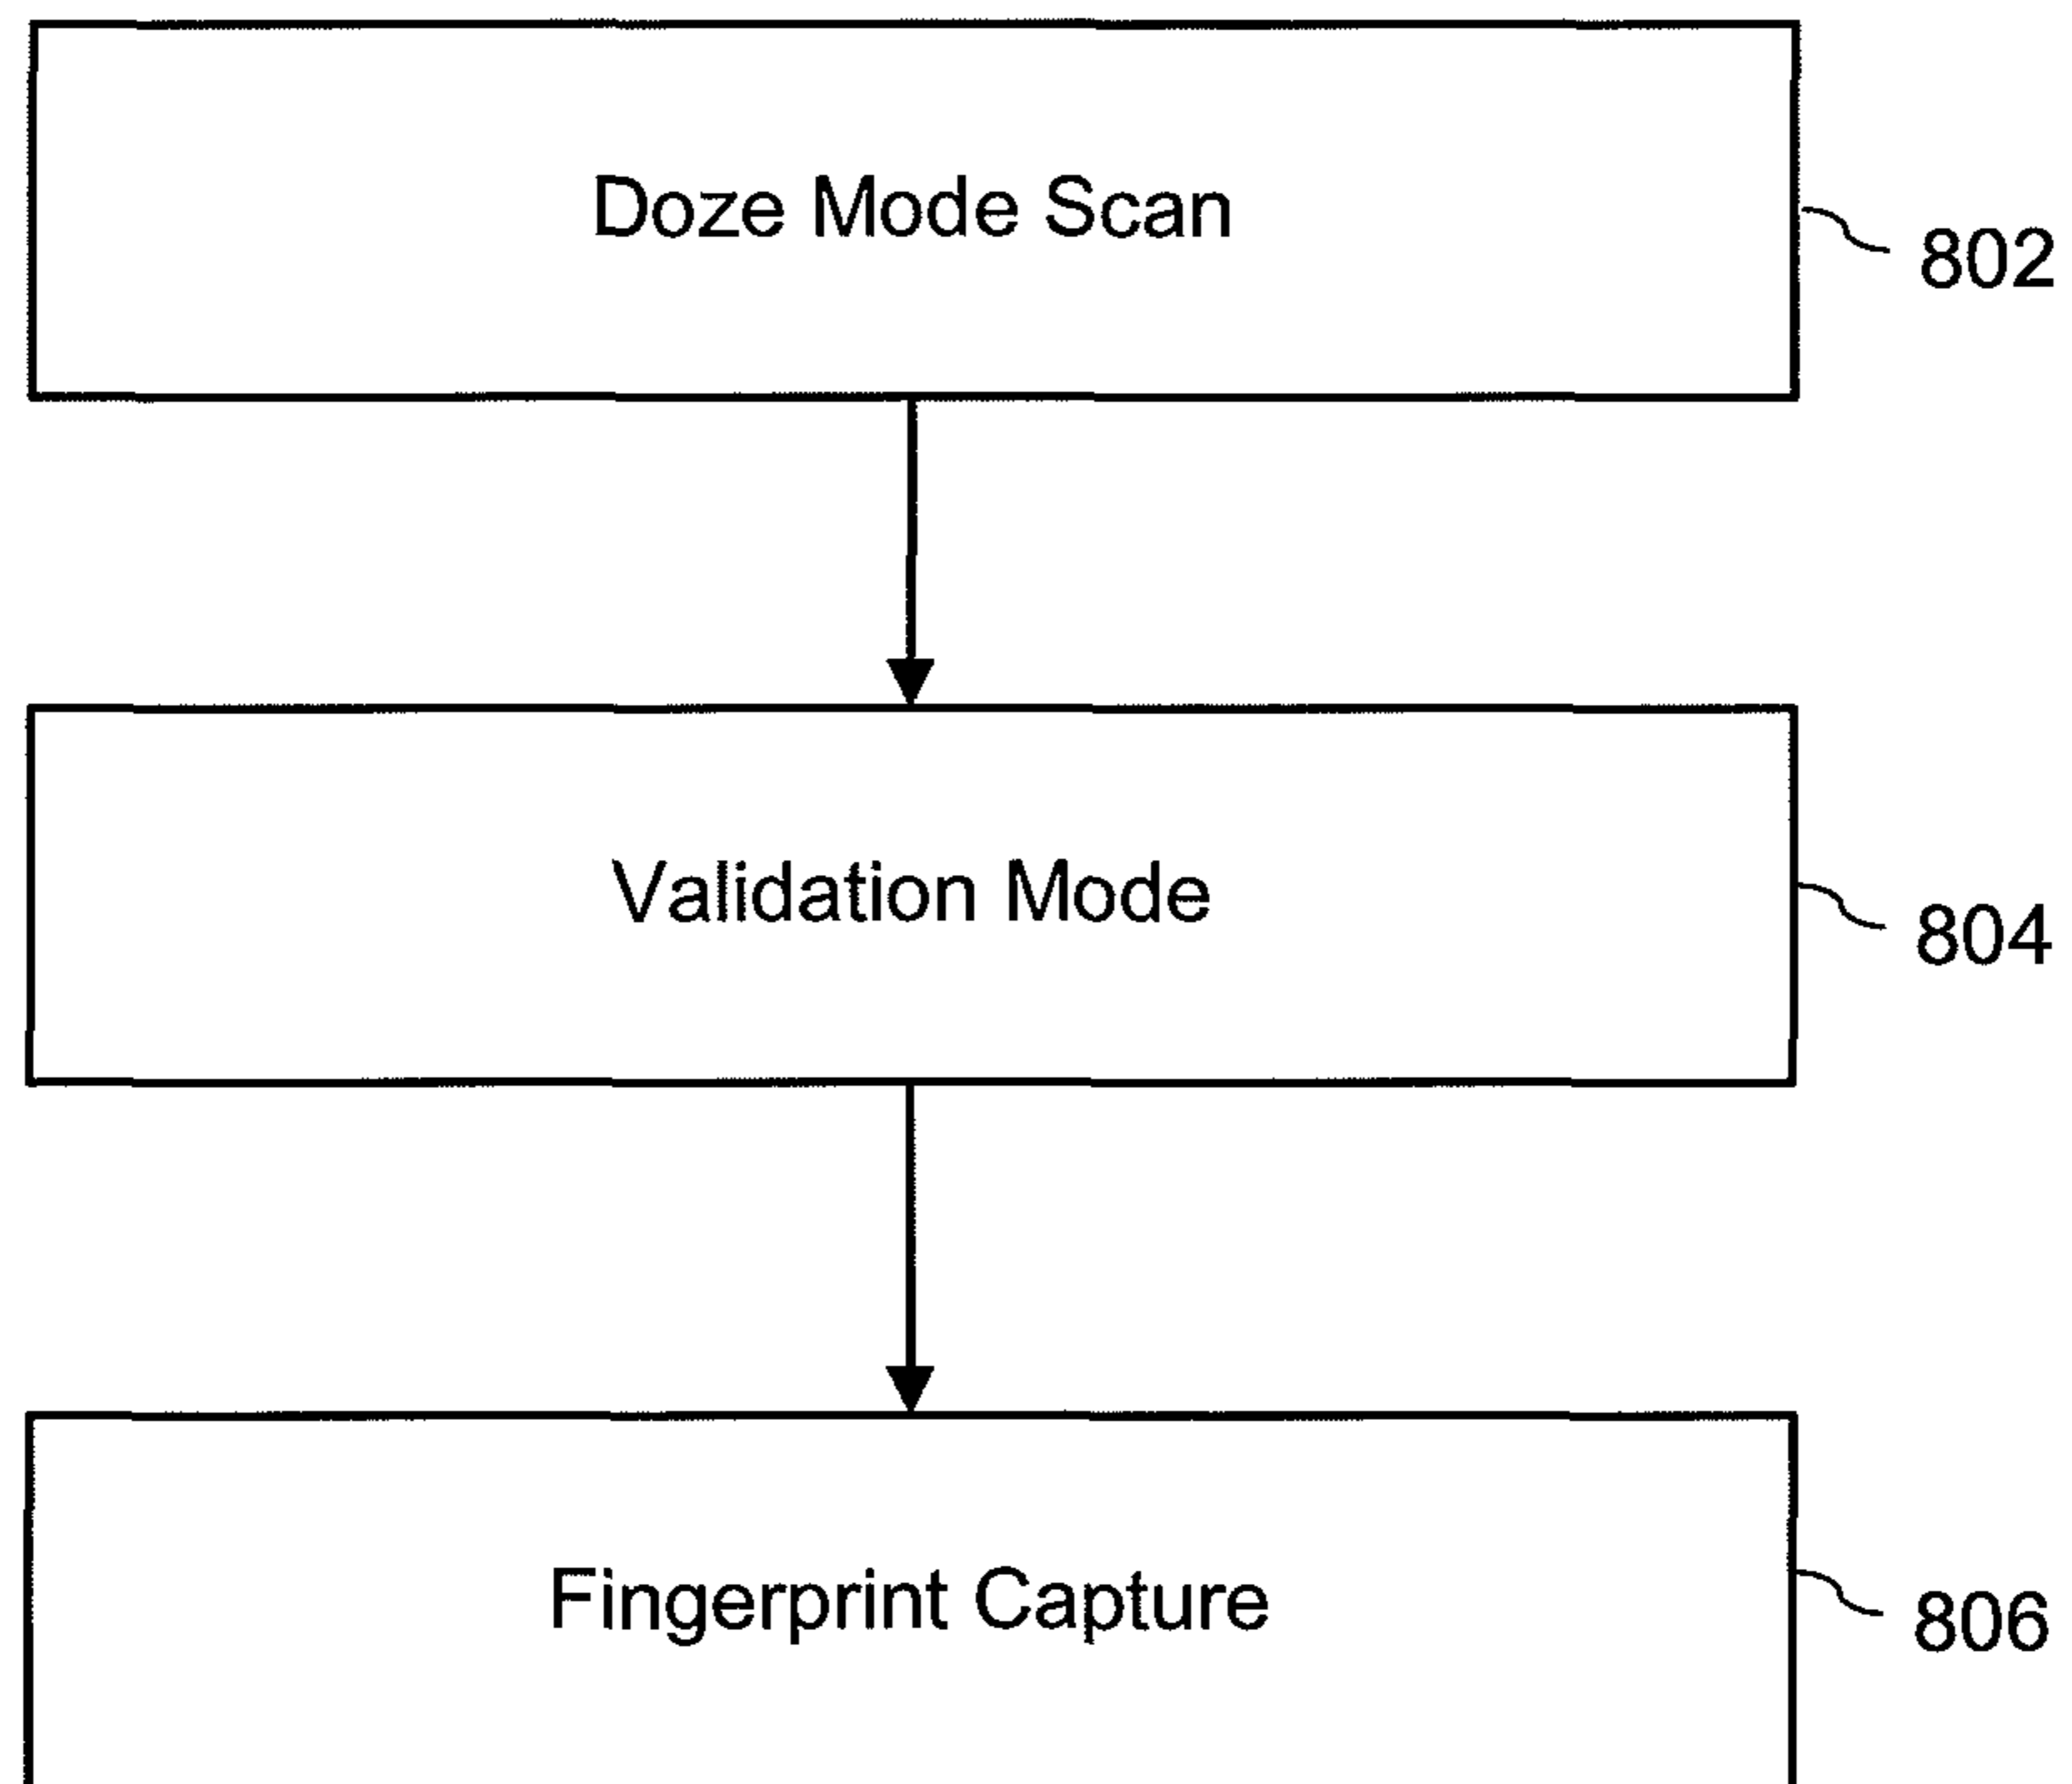 Doze Mode Scan
802
Validation Mode
804
Fingerprint Capture
806